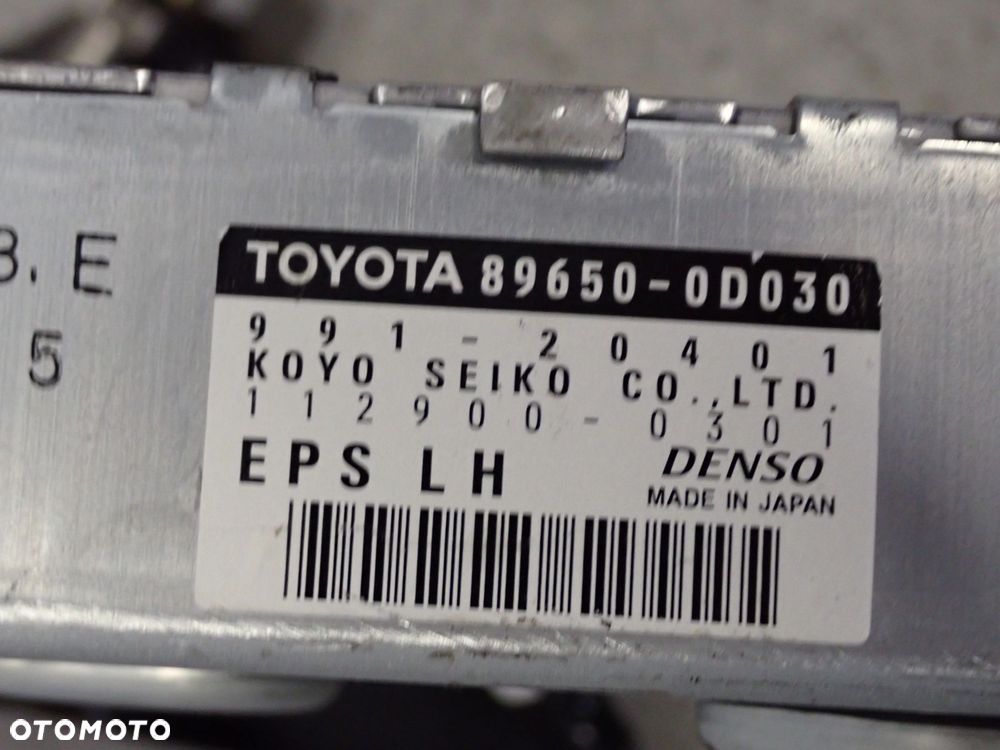 B. E
5
TOYOTA 89650-0D030
991-20401
KOYO SEIKO CO.,LTD.
112900-0301
EPS LH
DENSO
MADE IN JAPAN
OTOMOTO